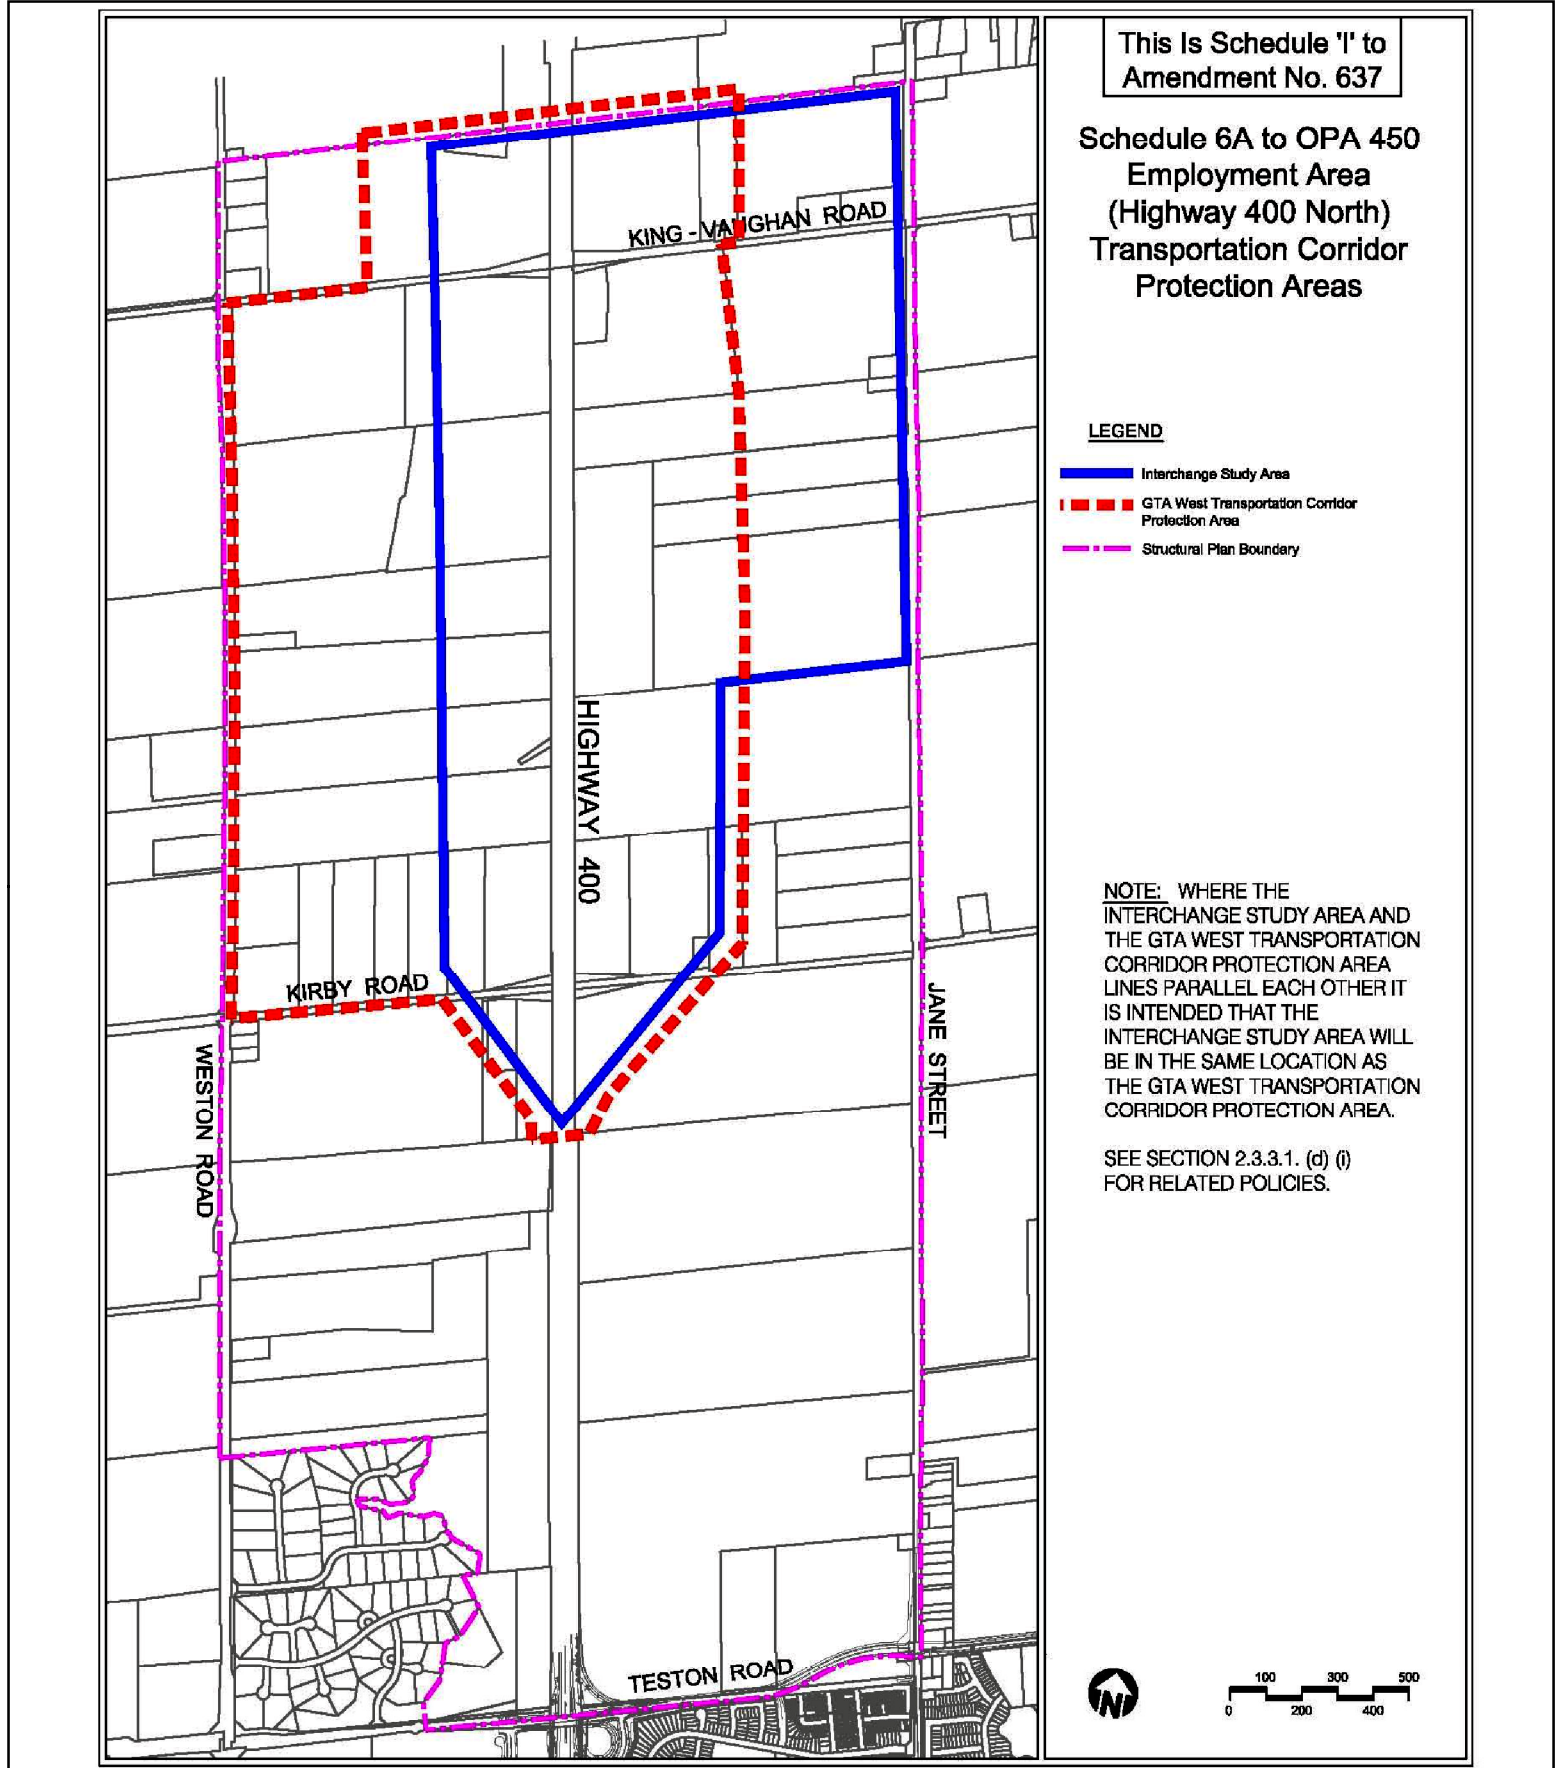 This Is Schedule 'I' to
Amendment No. 637
Schedule 6A to OPA 450
Employment Area
(Highway 400 North)
Transportation Corridor
Protection Areas
KING - VAUGHAN ROAD
LEGEND
Interchange Study Area
GTA West Transportation Corridor
Protection Area
Structural Plan Boundary
HIGHWAY 400
NOTE: WHERE THE
INTERCHANGE STUDY AREA AND
THE GTA WEST TRANSPORTATION
CORRIDOR PROTECTION AREA
LINES PARALLEL EACH OTHER IT
IS INTENDED THAT THE
INTERCHANGE STUDY AREA WILL
BE IN THE SAME LOCATION AS
THE GTA WEST TRANSPORTATION
CORRIDOR PROTECTION AREA.
SEE SECTION 2.3.3.1. (d) (i)
FOR RELATED POLICIES.
KIRBY ROAD
JANE STREET
WESTON ROAD
TESTON ROAD
N
100 300 500
0 200 400